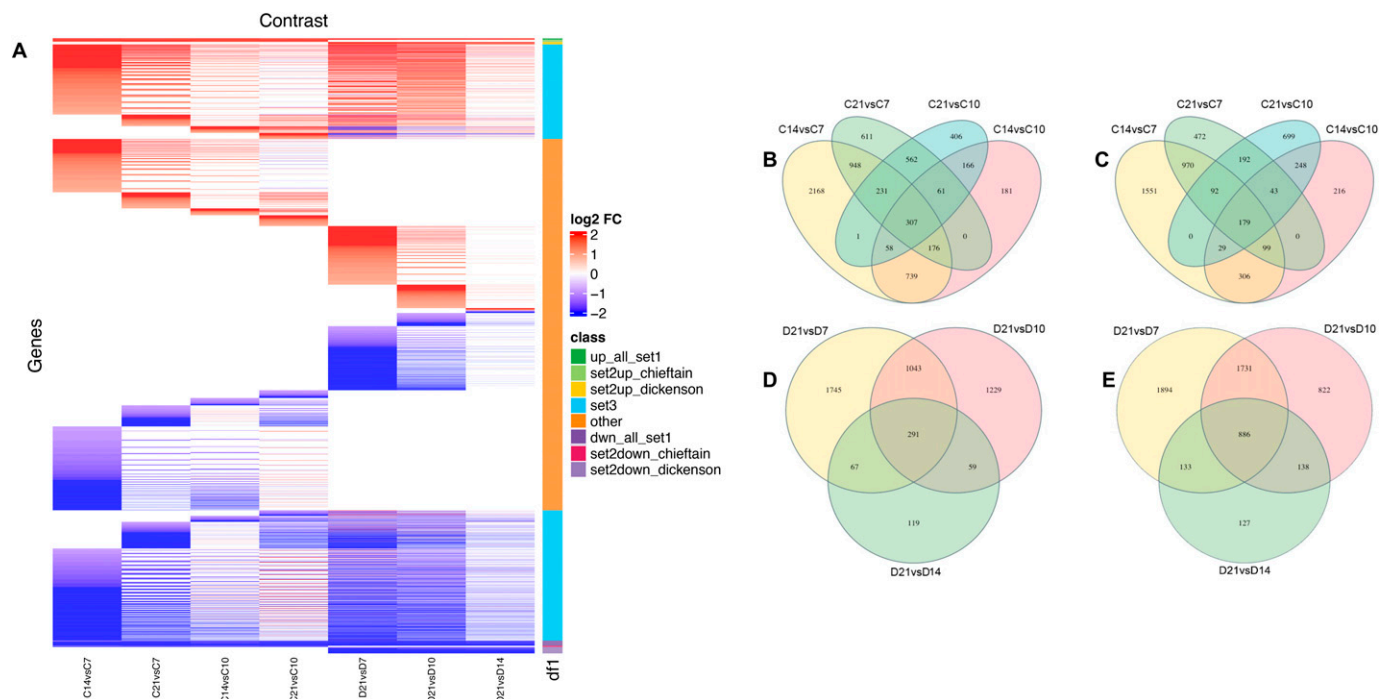 Contrast
A
Genes
C14vsC7
C21vsC7
C14vsC10
C21vsC10
D21vsD7
D21vsD10
D21vsD14
df1
log2 FC
2
1
0
−1
−2
class
up_all_set1
set2up_chieftain
set2up_dickenson
set3
other
dwn_all_set1
set2down_chieftain
set2down_dickenson
B
C21vsC7
C21vsC10
C14vsC7
C14vsC10
611
406
948
562
166
2168
231
61
181
307
1
58
176
0
739
C
C21vsC7
C21vsC10
C14vsC7
C14vsC10
472
699
970
192
248
1551
92
43
216
179
0
29
99
0
306
D
D21vsD7
D21vsD10
1043
1745
1229
291
67
59
119
D21vsD14
E
D21vsD7
D21vsD10
1731
1894
822
886
133
138
127
D21vsD14